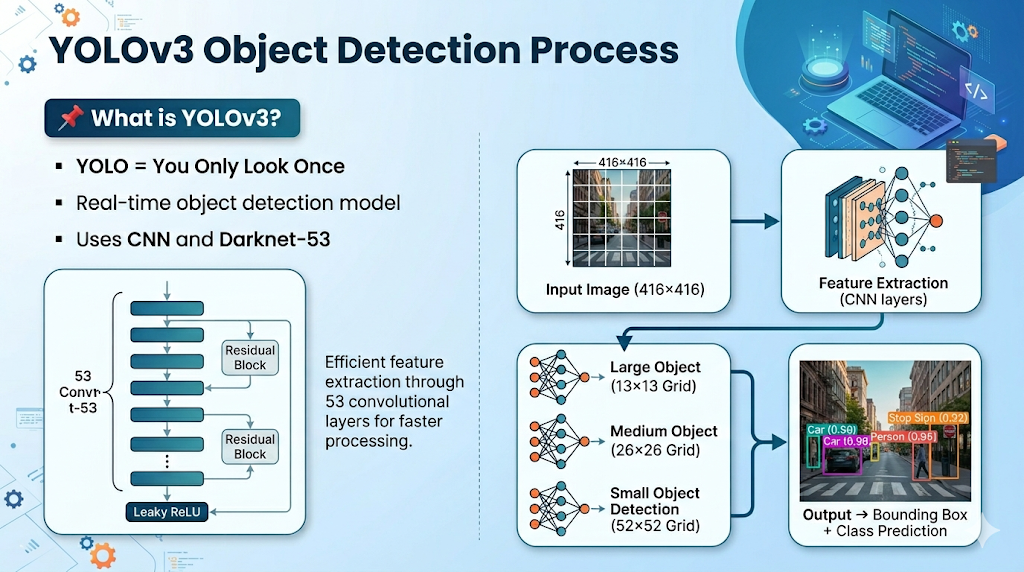 YOLOv3 Object Detection Process
📌 What is YOLOv3?
▪ YOLO = You Only Look Once
▪ Real-time object detection model
▪ Uses CNN and Darknet-53
53
t-53
Residual
Block
Residual
Block
Leaky ReLU
Efficient feature
extraction through
53 convolutional
layers for faster
processing.
416×416
416
Input Image (416×416)
</>
Feature Extraction
(CNN layers)
Large Object
(13×13 Grid)
Medium Object
(26×26 Grid)
Small Object
Detection
(52×52 Grid)
Stop Sign
Car
Car
Person (0.96)
Output → Bounding Box
+ Class Prediction